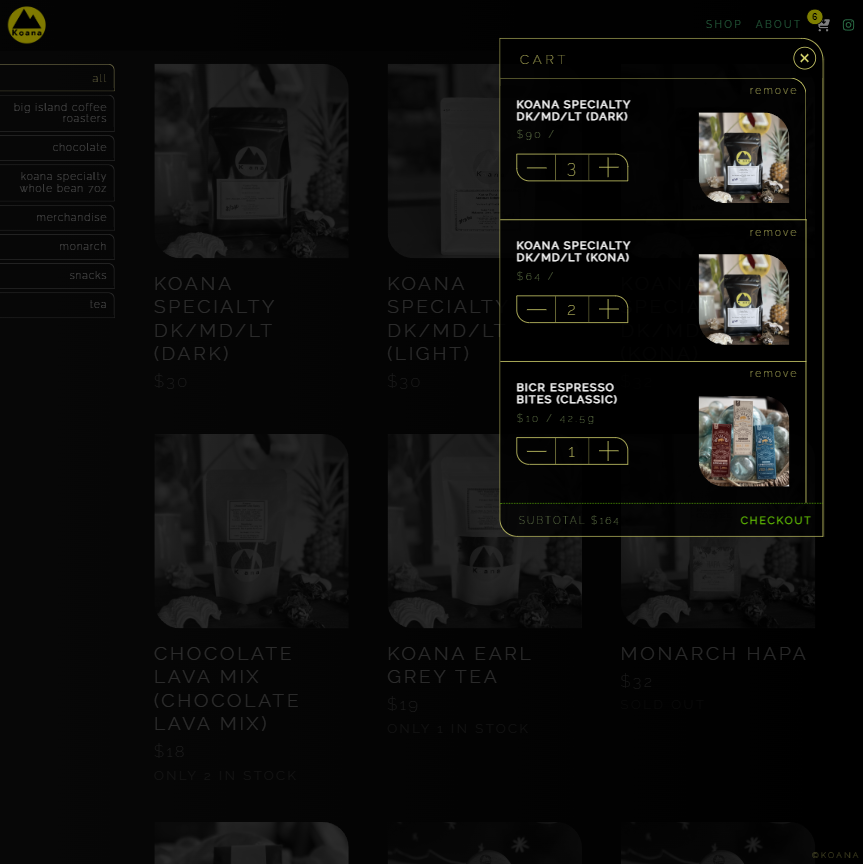 Koana
SHOP
ABOUT
6
all
big island coffee
roasters
chocolate
koana specialty
whole bean 7oz
merchandise
monarch
snacks
tea
CART
remove
KOANA SPECIALTY
DK/MD/LT (DARK)
$90 /
3
remove
KOANA SPECIALTY
DK/MD/LT (KONA)
$64 /
2
remove
BICR ESPRESSO
BITES (CLASSIC)
$10 / 42.5g
1
SUBTOTAL $164
CHECKOUT
KOANA
SPECIALTY
DK/MD/LT
(DARK)
$30
KOANA
SPECIALTY
DK/MD/LT
(LIGHT)
$30
CHOCOLATE
LAVA MIX
(CHOCOLATE
LAVA MIX)
$18
ONLY 2 IN STOCK
KOANA EARL
GREY TEA
$19
ONLY 1 IN STOCK
MONARCH HAPA
$32
SOLD OUT
©KOANA